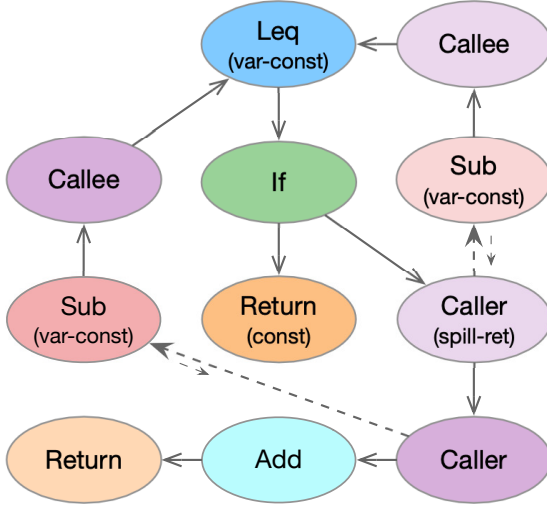 Leq
(var-const)
Callee
Callee
If
Sub
(var-const)
Sub
(var-const)
Return
(const)
Caller
(spill-ret)
Return
Add
Caller